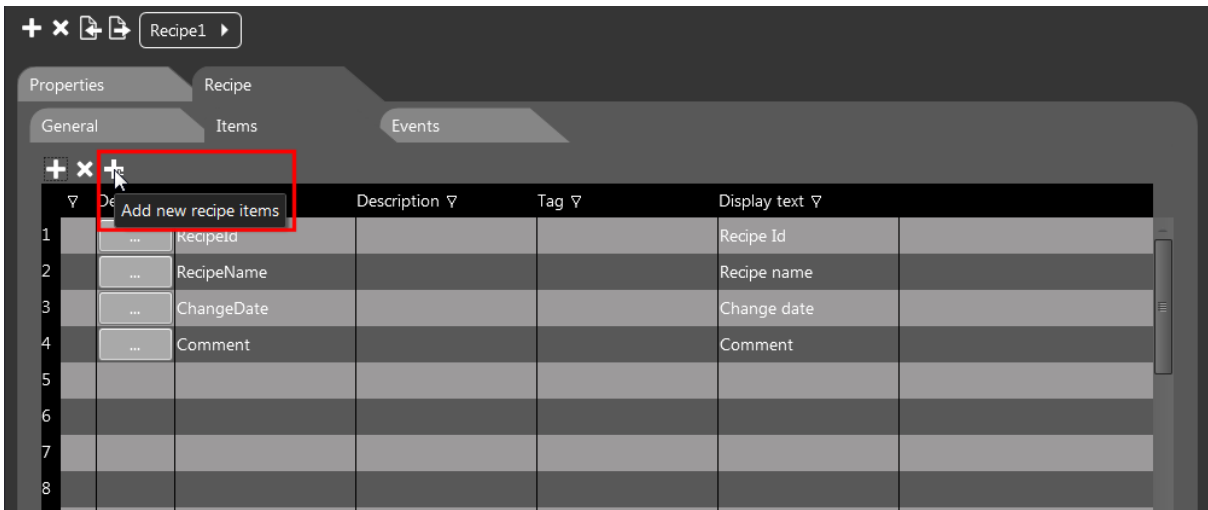 Recipe1
Properties Recipe
General Items Events
De Description Tag Display text
Add new recipe items
1 ... RecipeId Recipe Id
2 ... RecipeName Recipe name
3 ... ChangeDate Change date
4 ... Comment Comment
5
6
7
8